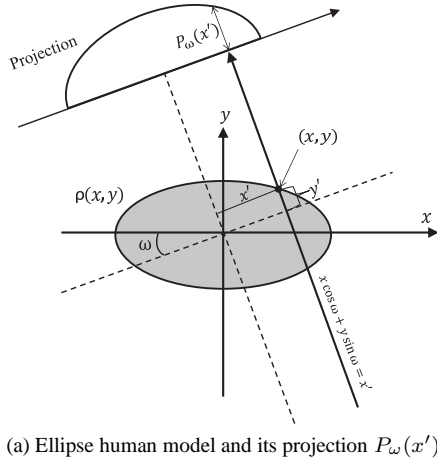 Projection
P_ω(x′)
y
(x,y)
ρ(x,y)
x′
y′
x
ω
x cos ω + y sin ω = x′
(a) Ellipse human model and its projection P_ω(x′)